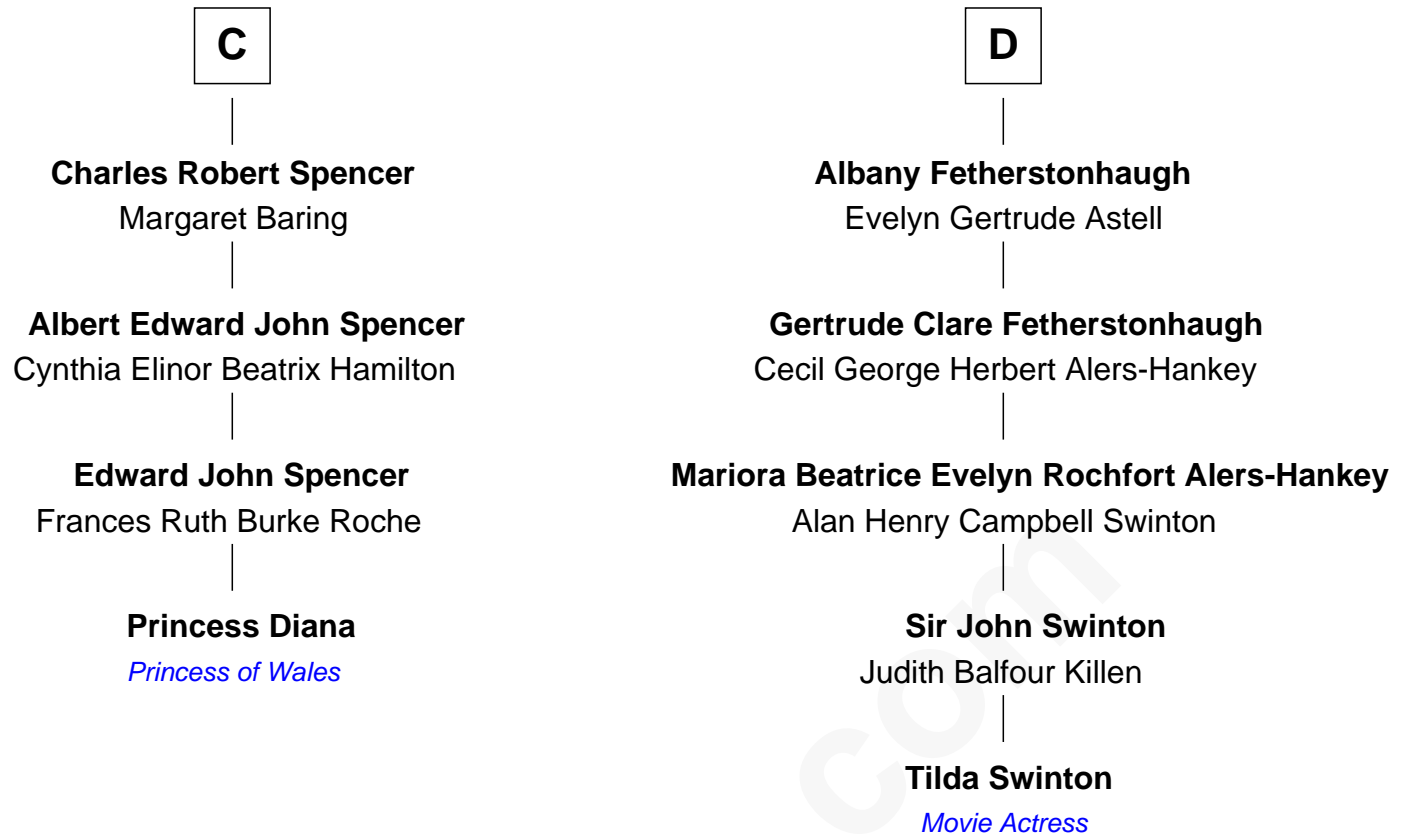 C
Charles Robert Spencer
Margaret Baring
Albert Edward John Spencer
Cynthia Elinor Beatrix Hamilton
Edward John Spencer
Frances Ruth Burke Roche
Princess Diana
Princess of Wales
D
Albany Fetherstonhaugh
Evelyn Gertrude Astell
Gertrude Clare Fetherstonhaugh
Cecil George Herbert Alers-Hankey
Mariora Beatrice Evelyn Rochfort Alers-Hankey
Alan Henry Campbell Swinton
Sir John Swinton
Judith Balfour Killen
Tilda Swinton
Movie Actress
com